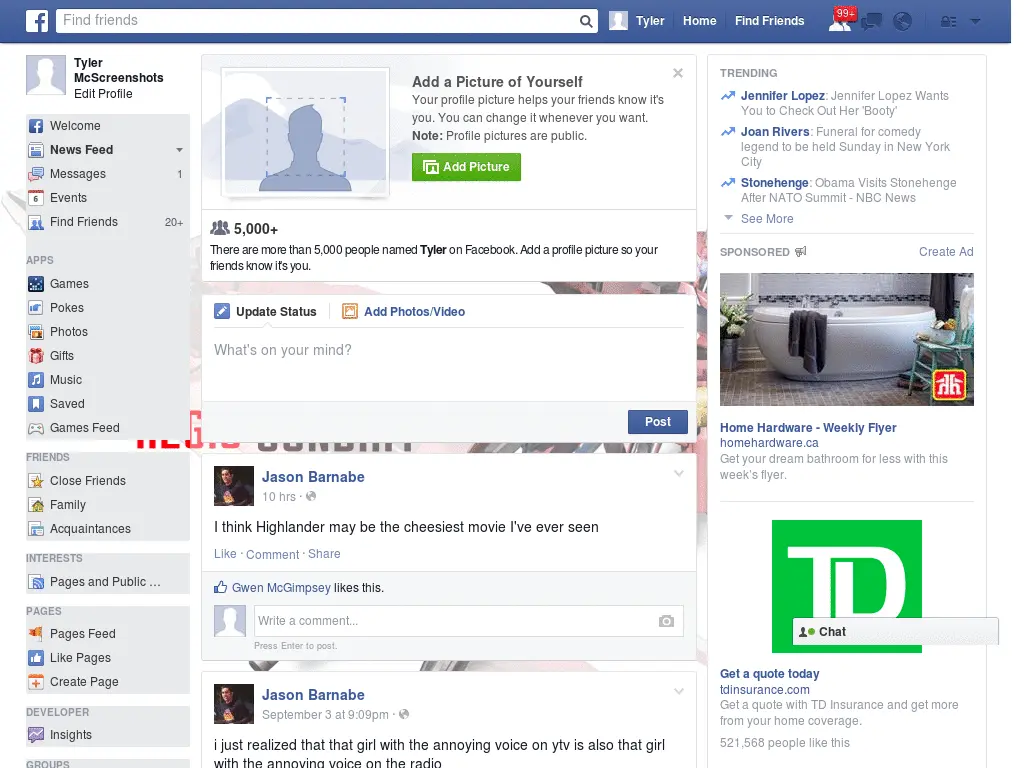 Find friends
Tyler
Home
Find Friends
99+
Tyler
McScreenshots
Edit Profile
Welcome
News Feed
Messages 1
6
Events
Find Friends 20+
APPS
Games
Pokes
Photos
Gifts
Music
Saved
Games Feed
FRIENDS
Close Friends
Family
Acquaintances
INTERESTS
Pages and Public ...
PAGES
Pages Feed
Like Pages
Create Page
DEVELOPER
Insights
GROUPS
Add a Picture of Yourself
Your profile picture helps your friends know it's
you. You can change it whenever you want.
Note: Profile pictures are public.
Add Picture
5,000+
There are more than 5,000 people named Tyler on Facebook. Add a profile picture so your
friends know it's you.
Update Status
Add Photos/Video
What's on your mind?
Post
Jason Barnabe
10 hrs ·
I think Highlander may be the cheesiest movie I've ever seen
Like · Comment · Share
Gwen McGimpsey likes this.
Write a comment...
Press Enter to post.
Jason Barnabe
September 3 at 9:09pm ·
i just realized that that girl with the annoying voice on ytv is also that girl
with the annoying voice on the radio
TRENDING
Jennifer Lopez: Jennifer Lopez Wants
You to Check Out Her 'Booty'
Joan Rivers: Funeral for comedy
legend to be held Sunday in New York
City
Stonehenge: Obama Visits Stonehenge
After NATO Summit - NBC News
See More
SPONSORED
Create Ad
Home Hardware - Weekly Flyer
homehardware.ca
Get your dream bathroom for less with this
week's flyer.
TD
Chat
Get a quote today
tdinsurance.com
Get a quote with TD Insurance and get more
from your home coverage.
521,568 people like this